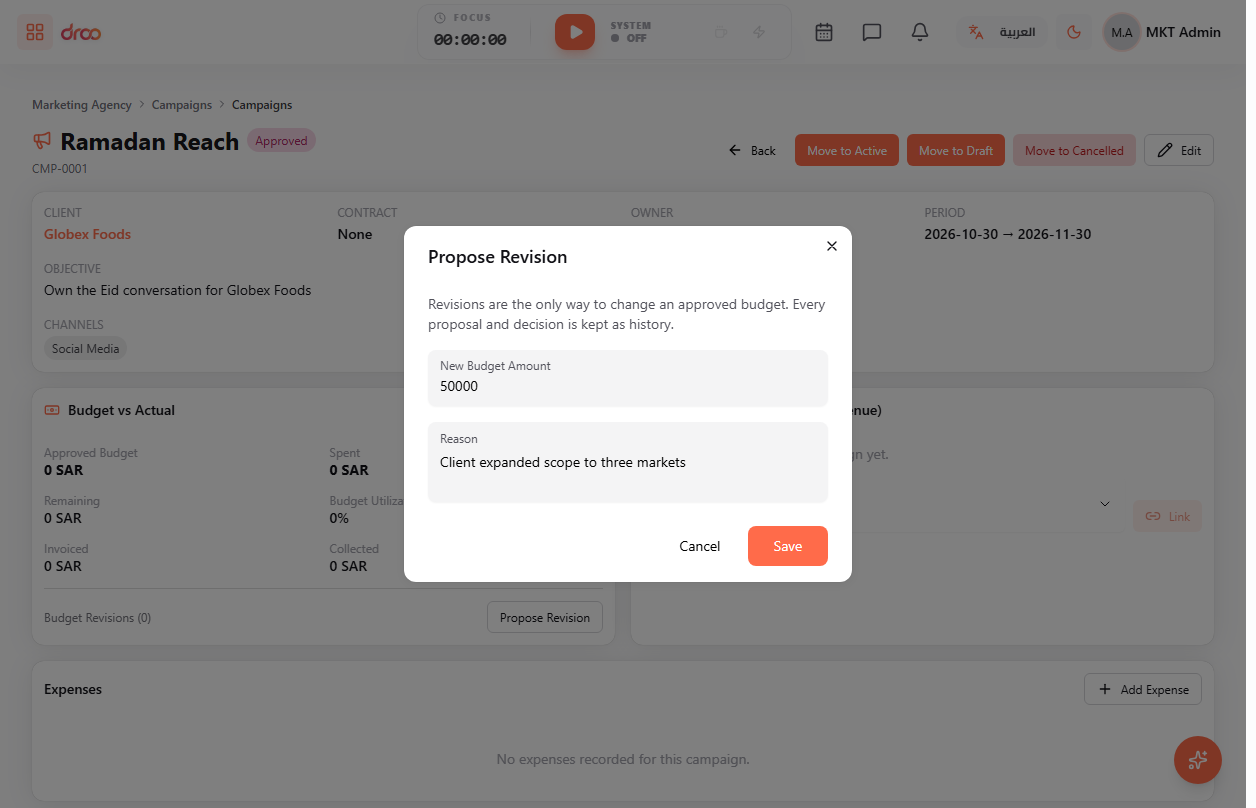 droo
FOCUS
00:00:00
SYSTEM
OFF
العربية
M.A
MKT Admin
Marketing Agency > Campaigns > Campaigns
Ramadan Reach
Approved
CMP-0001
Back
Move to Active
Move to Draft
Move to Cancelled
Edit
CLIENT
Globex Foods
CONTRACT
None
OWNER
PERIOD
2026-10-30 → 2026-11-30
OBJECTIVE
Own the Eid conversation for Globex Foods
CHANNELS
Social Media
Propose Revision
Revisions are the only way to change an approved budget. Every
proposal and decision is kept as history.
New Budget Amount
50000
Reason
Client expanded scope to three markets
Cancel
Save
Budget vs Actual
Approved Budget
0 SAR
Spent
0 SAR
Remaining
0 SAR
Budget
0%
Invoiced
0 SAR
Collected
0 SAR
Budget Revisions (0)
Propose Revision
yet.
Link
Expenses
Add Expense
No expenses recorded for this campaign.